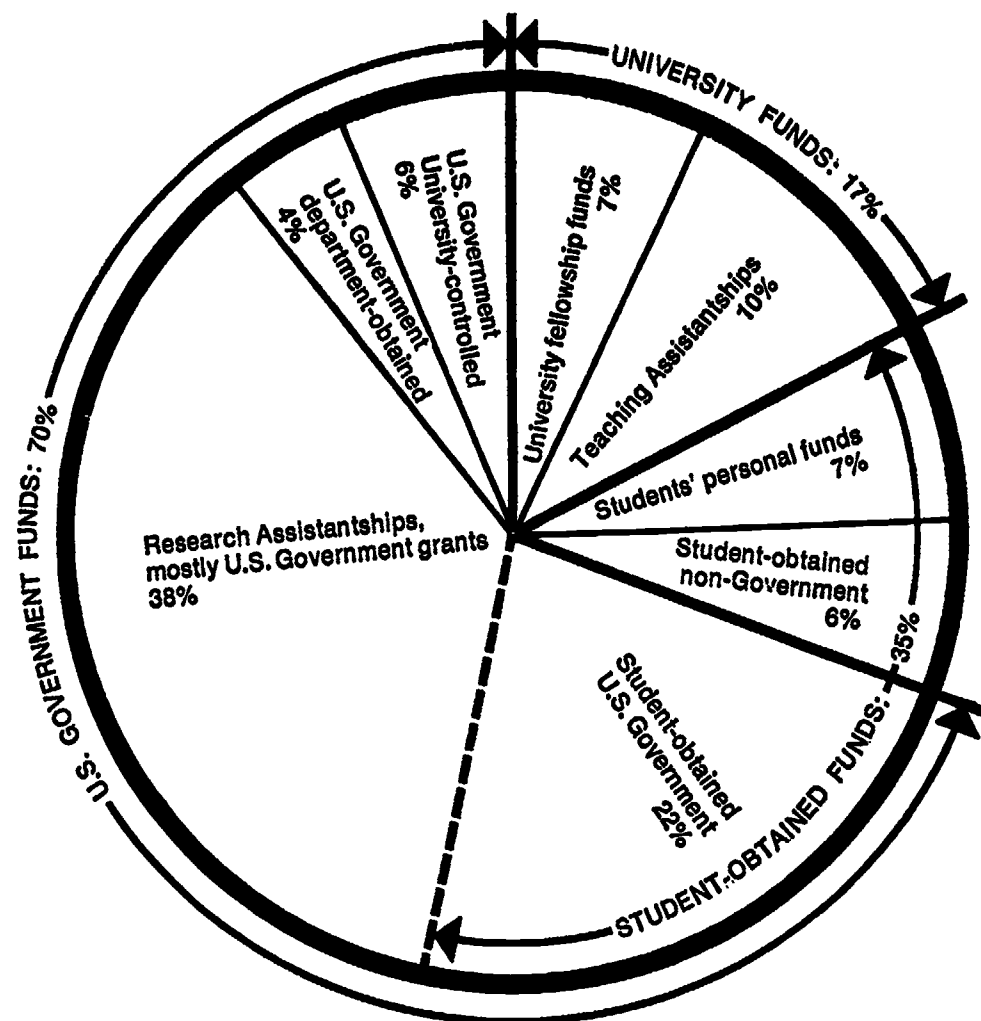 UNIVERSITY FUNDS: 17%
University fellowship funds
7%
Teaching Assistantships
10%
Students' personal funds
7%
Student-obtained
non-Government
6%
STUDENT-OBTAINED FUNDS: 35%
Student-obtained
U.S. Government
22%
U.S. GOVERNMENT FUNDS: 70%
Research Assistantships,
mostly U.S. Government grants
38%
U.S. Government
department-obtained
4%
U.S. Government
University-controlled
6%